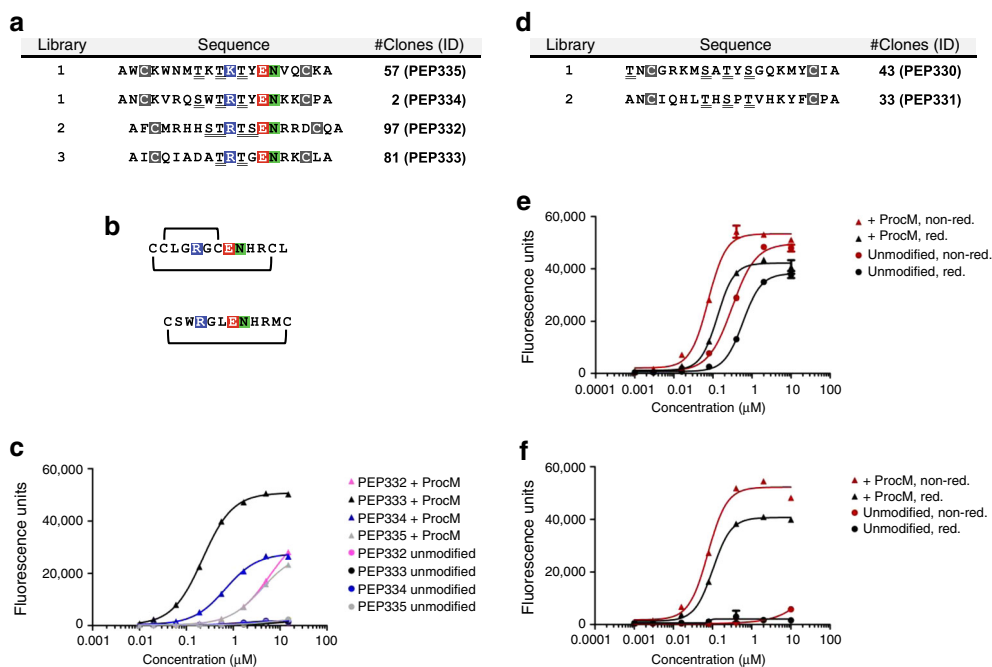 a
Library Sequence #Clones (ID)
1 AWCKWNMTKTRTYENVQCKA 57 (PEP335)
1 ANCKVRQSWTRTYENKKCPA 2 (PEP334)
2 AFCMRHHSTRTSENRRDCQA 97 (PEP332)
3 AICQIADATRTGENRKCLA 81 (PEP333)
b
CCLGRGCENHRCL
CSWRGLENHRMC
c
Fluorescence units
60,000
40,000
20,000
0
0.001 0.01 0.1 1 10 100
Concentration (μM)
PEP332 + ProcM
PEP333 + ProcM
PEP334 + ProcM
PEP335 + ProcM
PEP332 unmodified
PEP333 unmodified
PEP334 unmodified
PEP335 unmodified
d
Library Sequence #Clones (ID)
1 TNCGRKMSATYSGQKMYCIA 43 (PEP330)
2 ANCIQHLTHSPTVHKYFCPA 33 (PEP331)
e
Fluorescence units
60,000
40,000
20,000
0
0.0001 0.001 0.01 0.1 1 10 100
Concentration (μM)
+ ProcM, non-red.
+ ProcM, red.
Unmodified, non-red.
Unmodified, red.
f
Fluorescence units
60,000
40,000
20,000
0
0.0001 0.001 0.01 0.1 1 10 100
Concentration (μM)
+ ProcM, non-red.
+ ProcM, red.
Unmodified, non-red.
Unmodified, red.